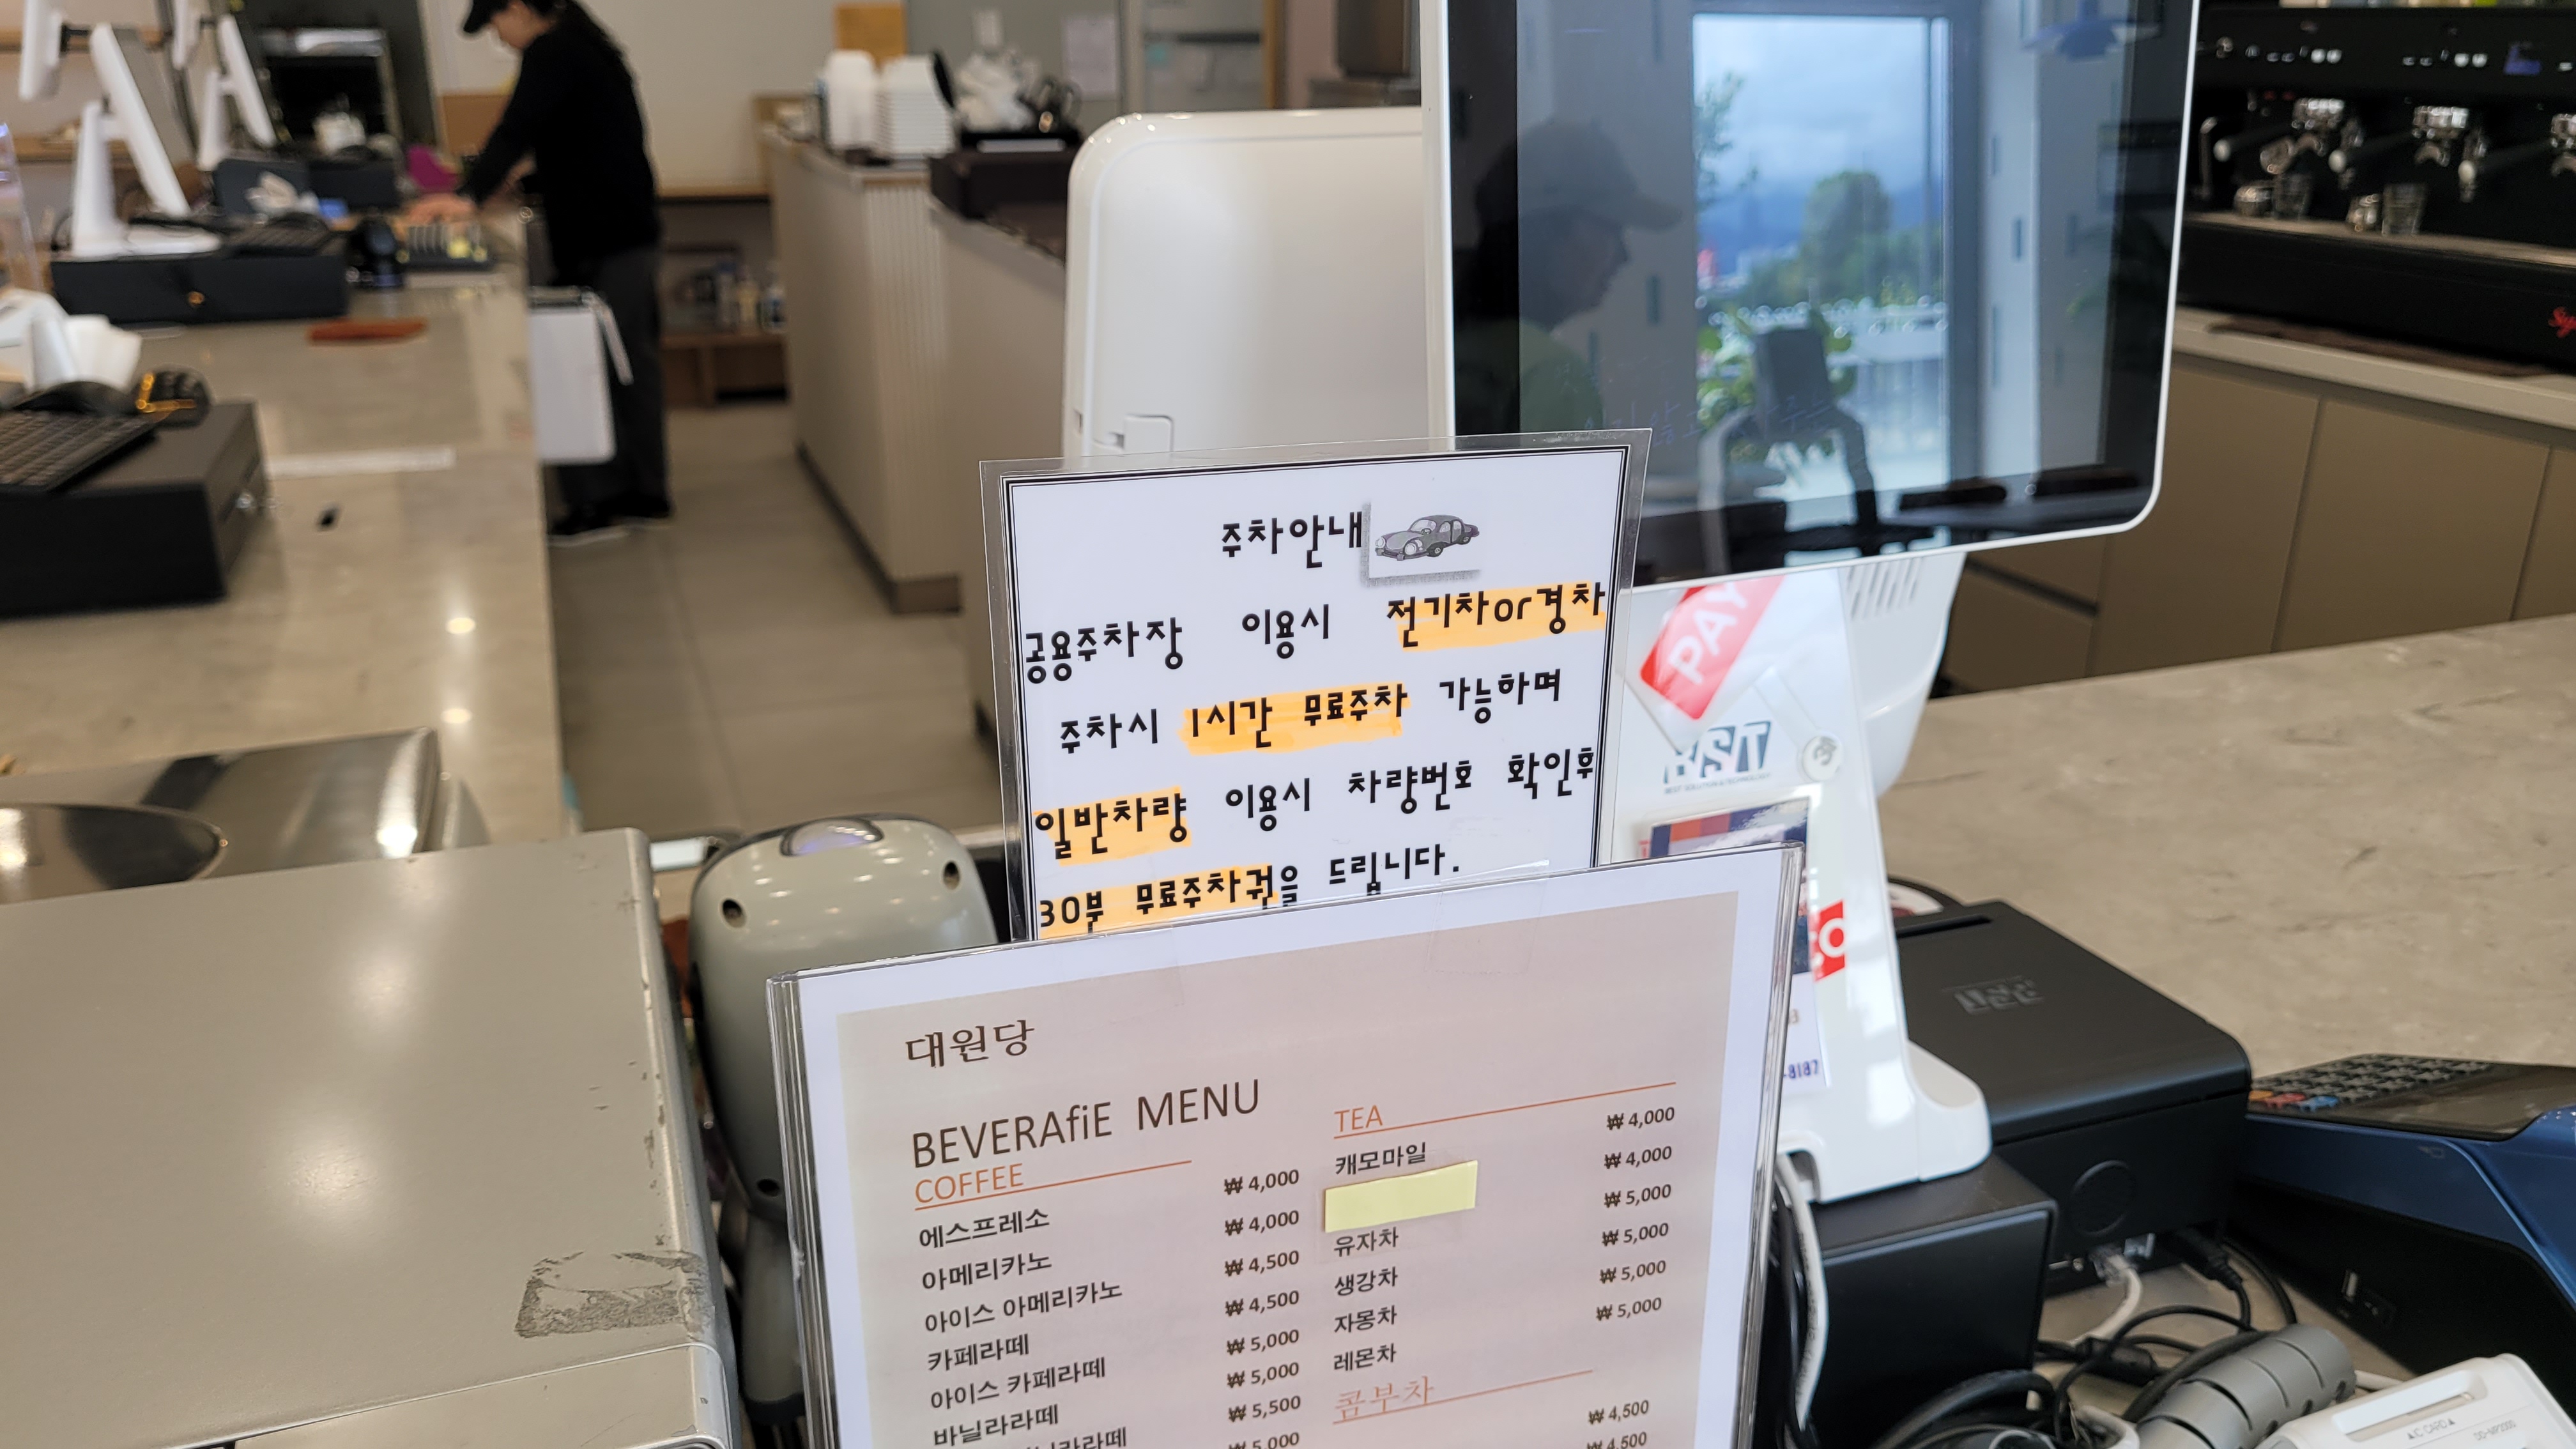 주차안내
공용주차장 이용시 전기차or경차
주차시 1시간 무료주차 가능하며
일반차량 이용시 차량번호 확인후
30분 무료주차권을 드립니다.
PAY
BST
-8187
대원당
BEVERAfiE MENU
COFFEE
에스프레소 ₩ 4,000
아메리카노 ₩ 4,000
아이스 아메리카노 ₩ 4,500
카페라떼 ₩ 4,500
아이스 카페라떼 ₩ 5,000
바닐라라떼 ₩ 5,000
₩ 5,500
5,000
TEA
캐모마일 ₩ 4,000
₩ 4,000
유자차 ₩ 5,000
생강차 ₩ 5,000
자몽차 ₩ 5,000
레몬차 ₩ 5,000
콤부차
₩ 4,500
₩ 4,500
IC CARD